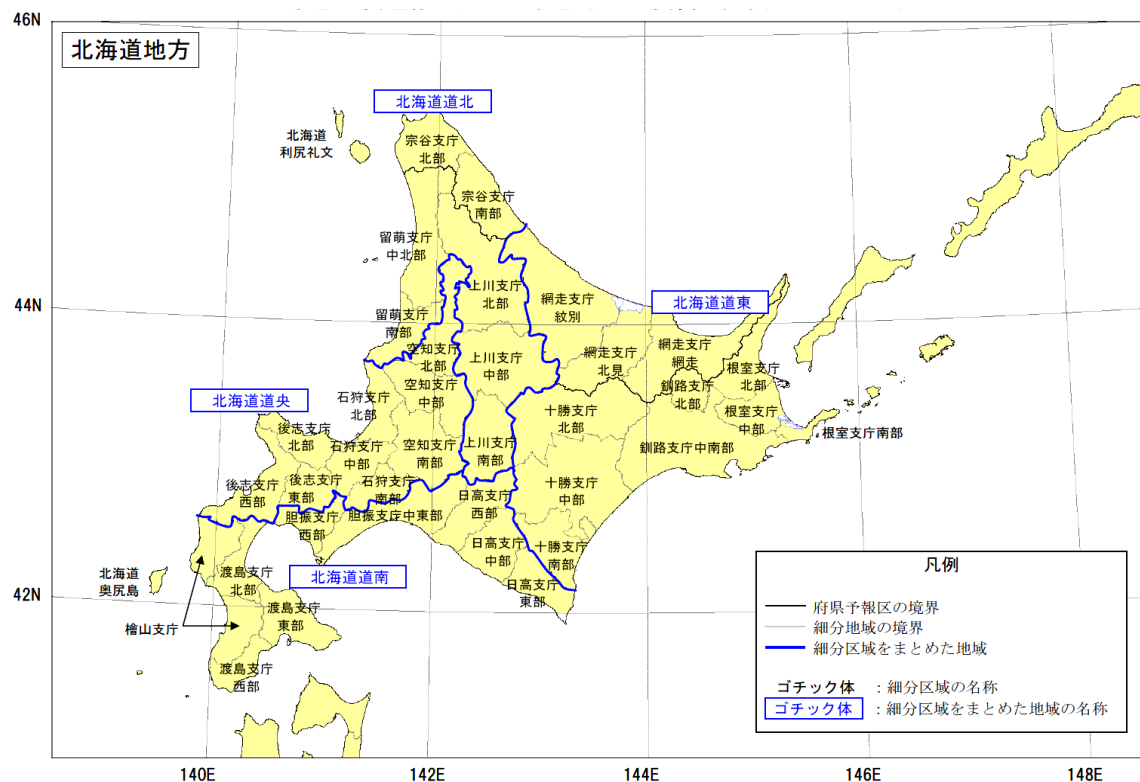 46N
北海道地方
北海道道北
北海道
利尻礼文
宗谷支庁
北部
宗谷支庁
南部
留萌支庁
中北部
上川支庁
北部
網走支庁
紋別
北海道道東
44N
留萌支庁
南部
空知支庁
北部
上川支庁
中部
網走支庁
北見
網走支庁
網走
根室支庁
北部
釧路支庁
北部
空知支庁
中部
石狩支庁
北部
北海道道央
十勝支庁
北部
根室支庁
中部
根室支庁南部
後志支庁
北部
石狩支庁
中部
空知支庁
南部
上川支庁
南部
釧路支庁中南部
後志支庁
西部
後志支庁
東部
石狩支庁
南部
十勝支庁
中部
胆振支庁
西部
胆振支庁中東部
日高支庁
西部
日高支庁
中部
十勝支庁
南部
日高支庁
東部
北海道
奥尻島
渡島支庁
北部
北海道道南
42N
渡島支庁
東部
檜山支庁
渡島支庁
西部
凡例
府県予報区の境界
細分地域の境界
細分区域をまとめた地域
ゴチック体 :細分区域の名称
ゴチック体 :細分区域をまとめた地域の名称
140E 142E 144E 146E 148E